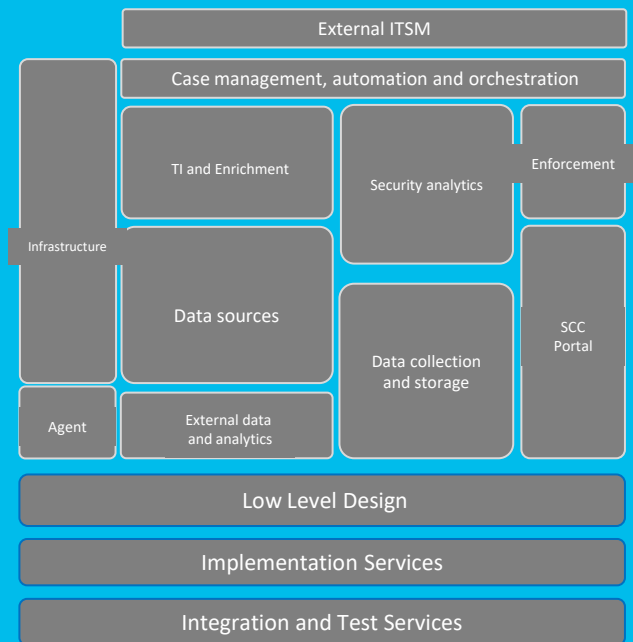 External ITSM
Case management, automation and orchestration
TI and Enrichment
Security analytics
Enforcement
Infrastructure
Data sources
SCC
Portal
Data collection
and storage
Agent
External data
and analytics
Low Level Design
Implementation Services
Integration and Test Services